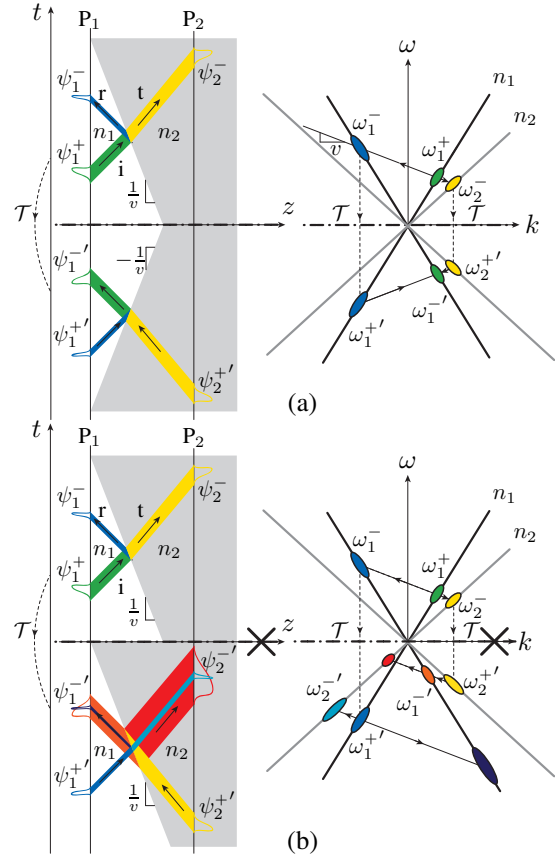 t P₁ P₂
ψ₁⁻ r t ψ₂⁻
n₁ n₂
ψ₁⁺ i
1/v
𝒯 z
ψ₁⁻′ −1/v
ψ₁⁺′ ψ₂⁺′
ω n₁
ω₁⁻ ω₁⁺ n₂
v ω₂⁻
𝒯 𝒯 k
ω₂⁺′
ω₁⁺′ ω₁⁻′
(a)
t P₁ P₂
ψ₁⁻ r t ψ₂⁻
n₁ n₂
ψ₁⁺ i
1/v
𝒯 z
ψ₁⁻′ ψ₂⁻′
n₁ n₂
ψ₁⁺′ 1/v ψ₂⁺′
ω n₁
n₂
ω₁⁻ ω₁⁺
ω₂⁻
𝒯 𝒯 k
ω₂⁻′ ω₁⁻′ ω₂⁺′
ω₁⁺′
(b)